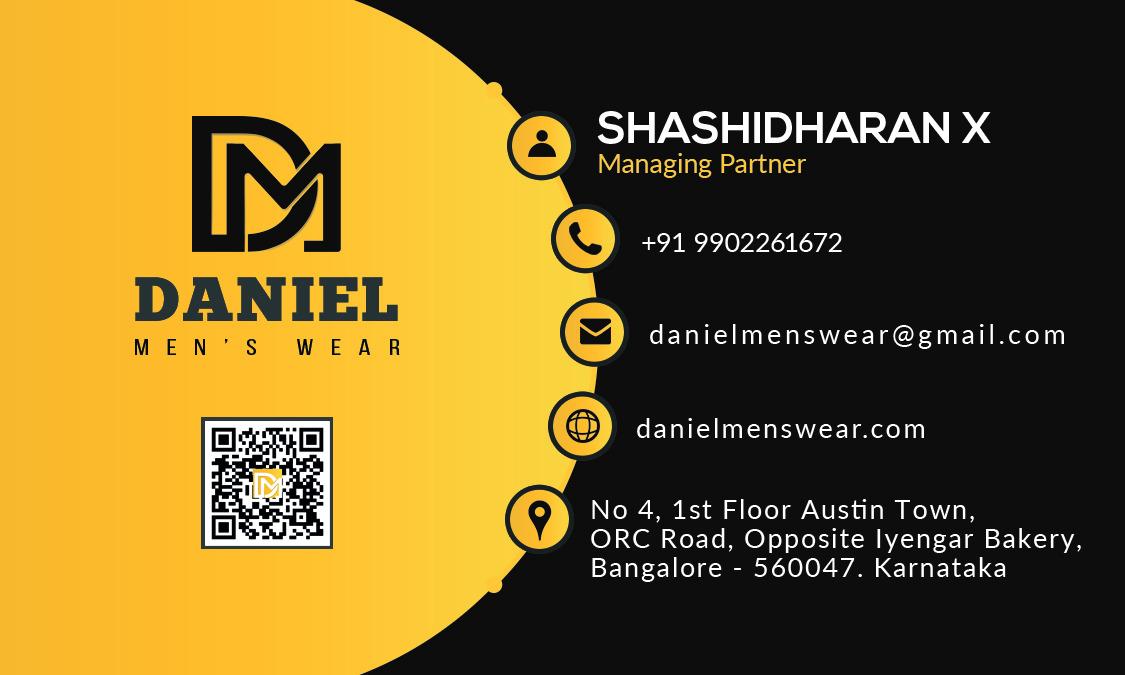 DM
DANIEL
MEN'S WEAR
SHASHIDHARAN X
Managing Partner
+91 9902261672
danielmenswear@gmail.com
danielmenswear.com
No 4, 1st Floor Austin Town,
ORC Road, Opposite Iyengar Bakery,
Bangalore - 560047. Karnataka